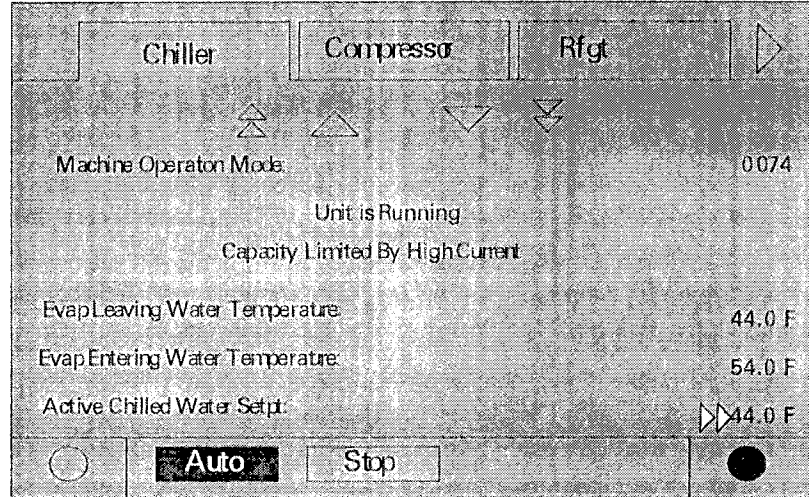 Chiller Compressor Rfgt
Machine Operaton Mode: 0074
Unit is Running
Capacity Limited By High Current
Evap Leaving Water Temperature: 44.0 F
Evap Entering Water Temperature: 54.0 F
Active Chilled Water Setpt: 44.0 F
Auto Stop